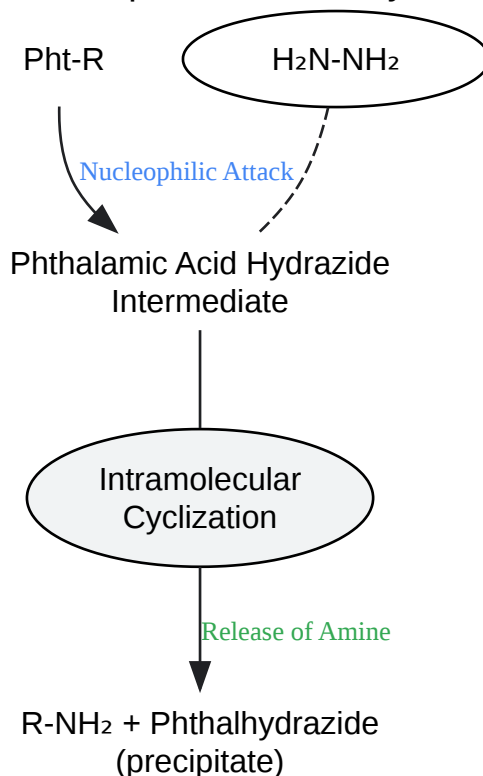 Pht-R
H₂N-NH₂
Nucleophilic Attack
Phthalamic Acid Hydrazide
Intermediate
Intramolecular
Cyclization
Release of Amine
R-NH₂ + Phthalhydrazide
(precipitate)